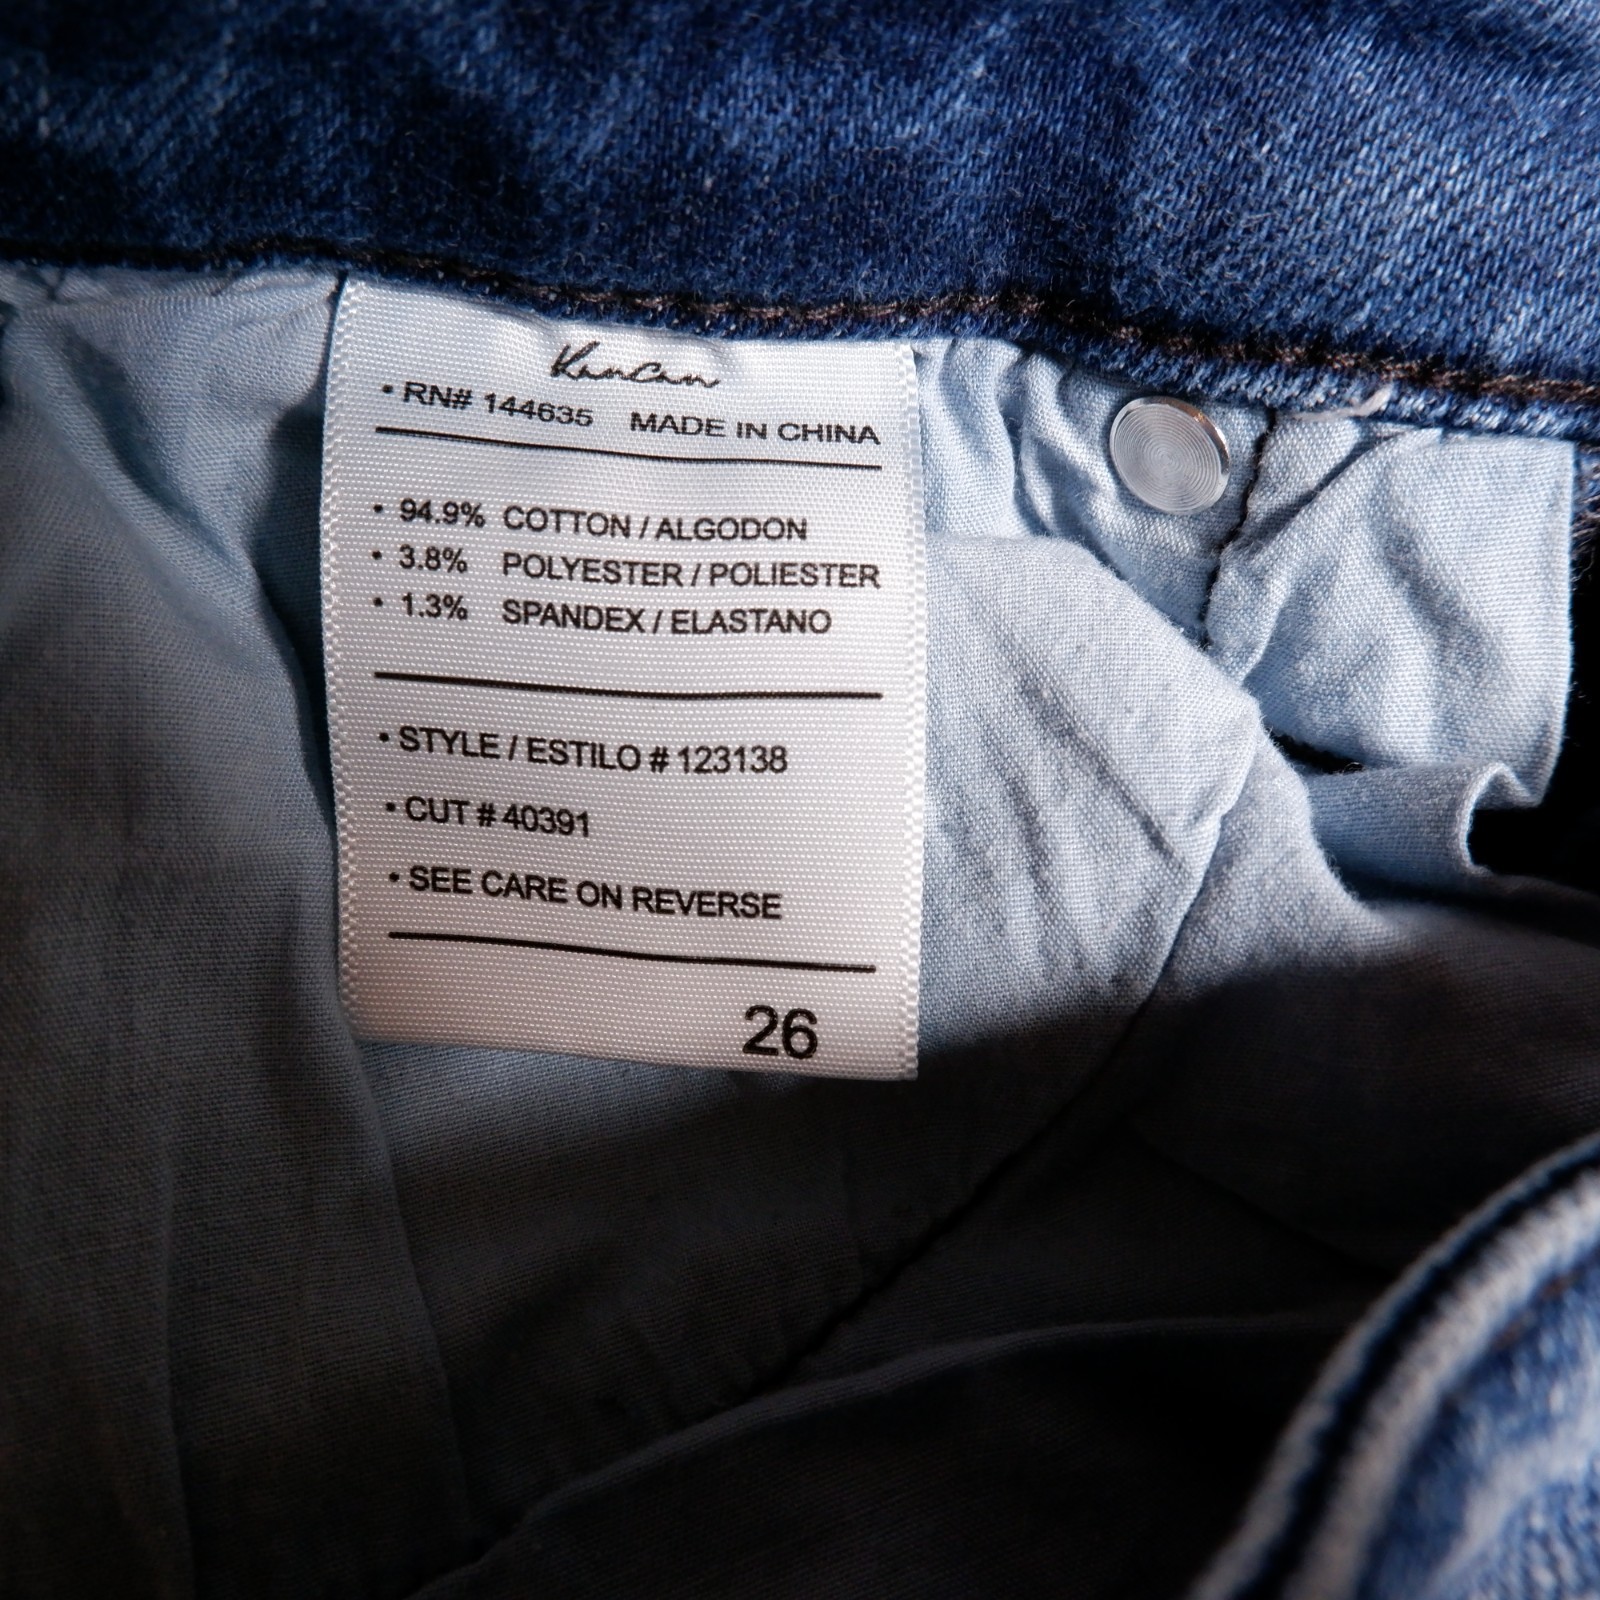 KanCan
• RN# 144635 MADE IN CHINA
• 94.9% COTTON / ALGODON
• 3.8% POLYESTER / POLIESTER
• 1.3% SPANDEX / ELASTANO
• STYLE / ESTILO # 123138
• CUT # 40391
• SEE CARE ON REVERSE
26